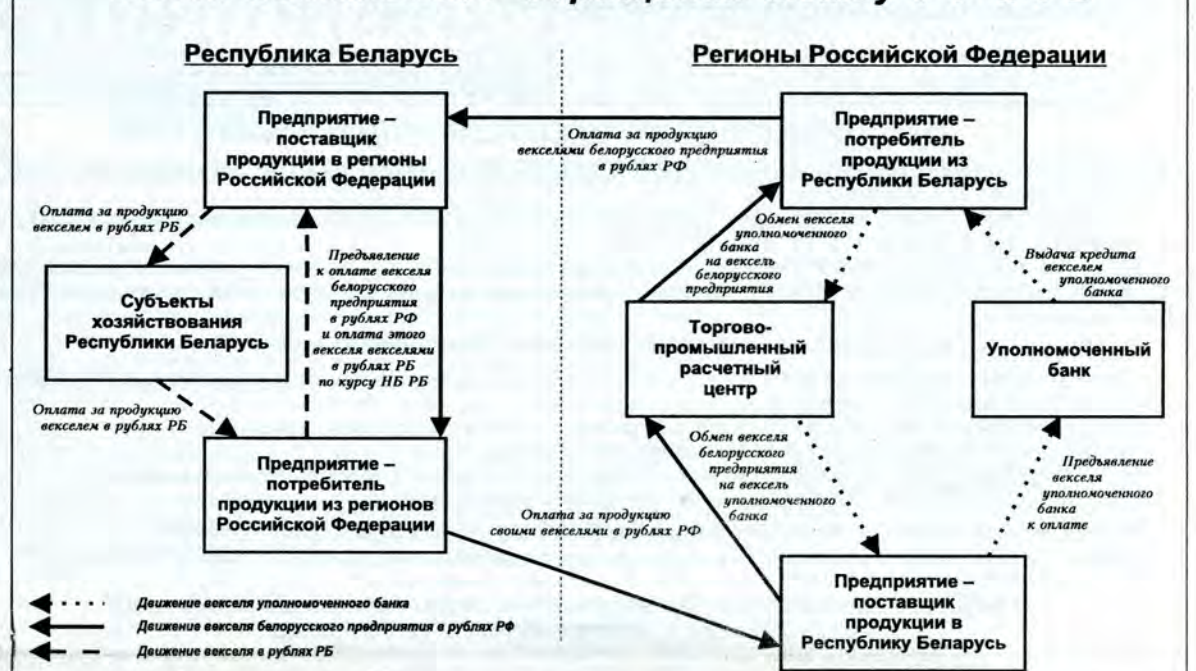 Республика Беларусь
Регионы Российской Федерации
Предприятие –
поставщик
продукции в регионы
Российской Федерации
Оплата за продукцию
векселями белорусского предприятия
в рублях РФ
Предприятие –
потребитель
продукции из
Республики Беларусь
Оплата за продукцию
векселем в рублях РБ
Предъявление
к оплате векселя
белорусского
предприятия
в рублях РФ
и оплата этого
векселя векселями
в рублях РБ
по курсу НБ РБ
Обмен векселя
уполномоченного
банка
на вексель
белорусского
предприятия
Выдача кредита
векселем
уполномоченного
банка
Субъекты
хозяйствования
Республики Беларусь
Торгово-
промышленный
расчетный
центр
Уполномоченный
банк
Оплата за продукцию
векселем в рублях РБ
Предприятие –
потребитель
продукции из регионов
Российской Федерации
Обмен векселя
белорусского
предприятия
на вексель
уполномоченного
банка
Предъявление
векселя
уполномоченного
банка
к оплате
Оплата за продукцию
своими векселями в рублях РФ
Предприятие –
поставщик
продукции в
Республику Беларусь
Движение векселя уполномоченного банка
Движение векселя белорусского предприятия в рублях РФ
Движение векселя в рублях РБ